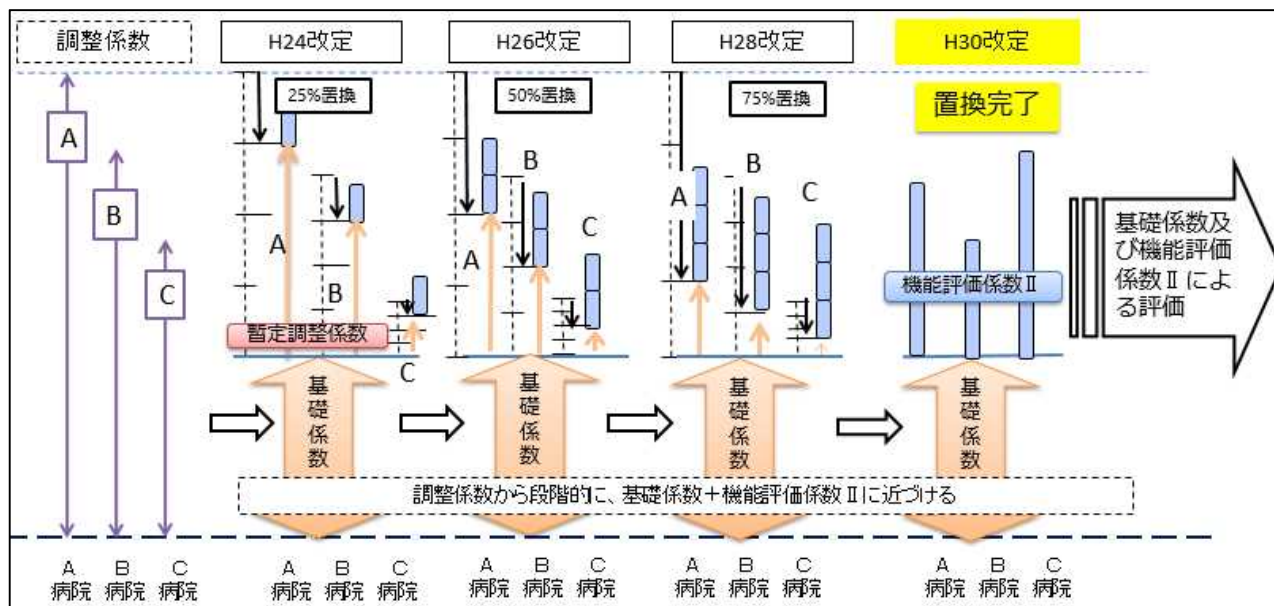 調整係数
H24改定
H26改定
H28改定
H30改定
25%置換
50%置換
75%置換
置換完了
A
B
C
A
B
C
暫定調整係数
A
B
C
A
B
C
機能評価係数Ⅱ
基礎係数及
び機能評価
係数Ⅱによ
る評価
基礎係数
基礎係数
基礎係数
基礎係数
調整係数から段階的に、基礎係数＋機能評価係数Ⅱに近づける
A
病院
B
病院
C
病院
A
病院
B
病院
C
病院
A
病院
B
病院
C
病院
A
病院
B
病院
C
病院
A
病院
B
病院
C
病院